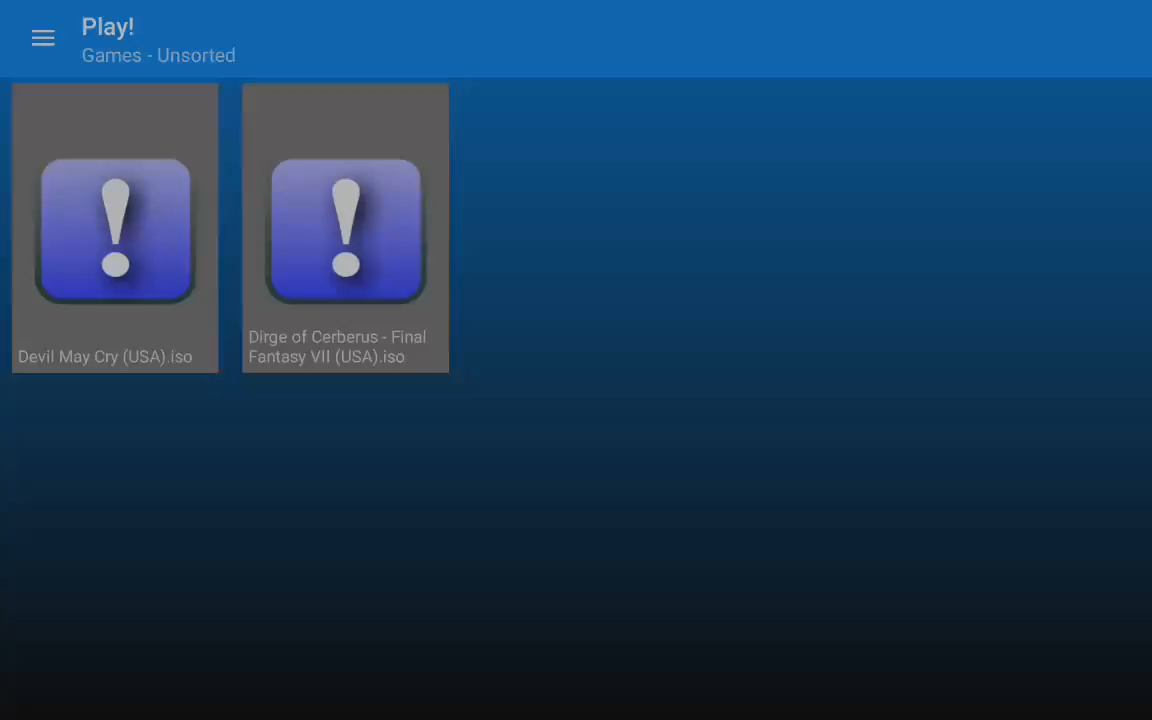 Play!
Games - Unsorted
Devil May Cry (USA).iso
Dirge of Cerberus - Final
Fantasy VII (USA).iso